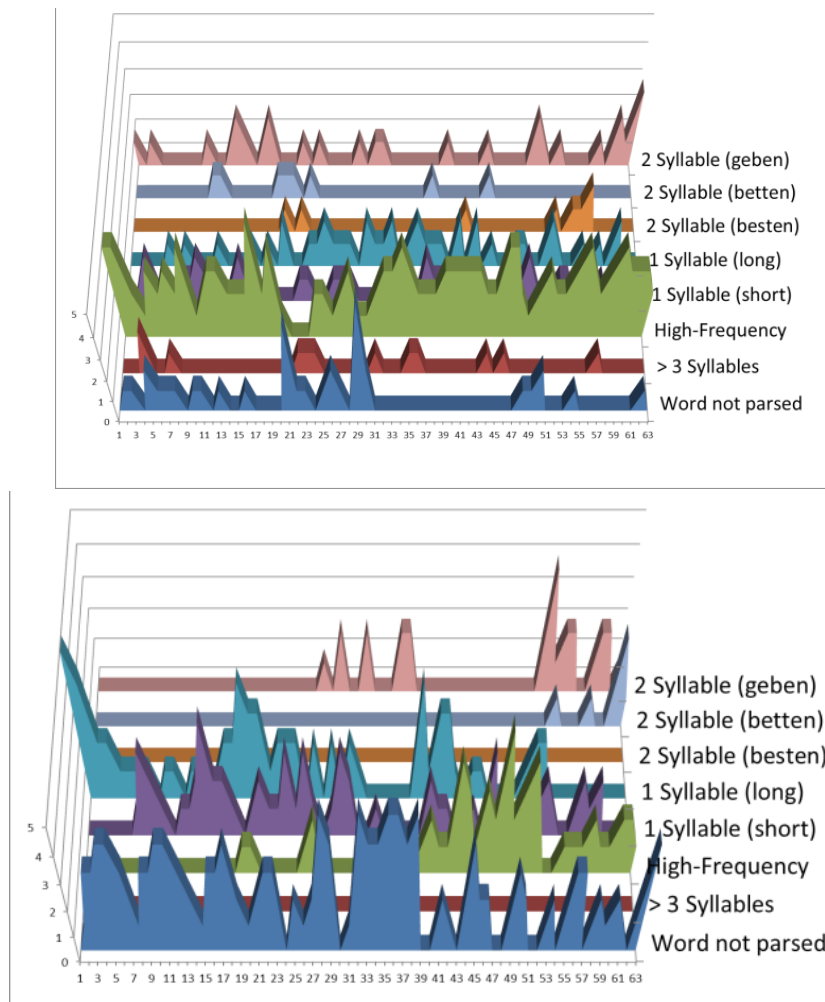 2 Syllable (geben)
2 Syllable (betten)
2 Syllable (besten)
1 Syllable (long)
1 Syllable (short)
High-Frequency
> 3 Syllables
Word not parsed
5
4
3
2
1
0
1 3 5 7 9 11 13 15 17 19 21 23 25 27 29 31 33 35 37 39 41 43 45 47 49 51 53 55 57 59 61 63
2 Syllable (geben)
2 Syllable (betten)
2 Syllable (besten)
1 Syllable (long)
1 Syllable (short)
High-Frequency
> 3 Syllables
Word not parsed
5
4
3
2
1
0
1 3 5 7 9 11 13 15 17 19 21 23 25 27 29 31 33 35 37 39 41 43 45 47 49 51 53 55 57 59 61 63